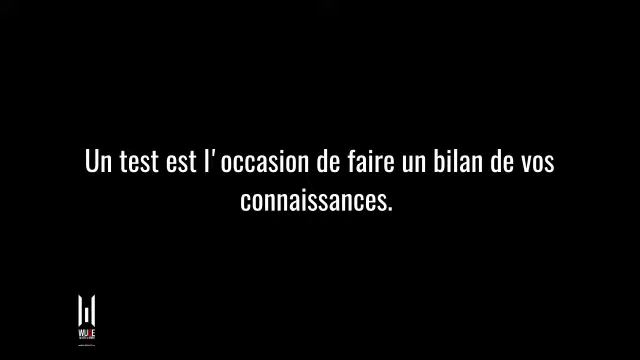 Un test est l'occasion de faire un bilan de vos
connaissances.